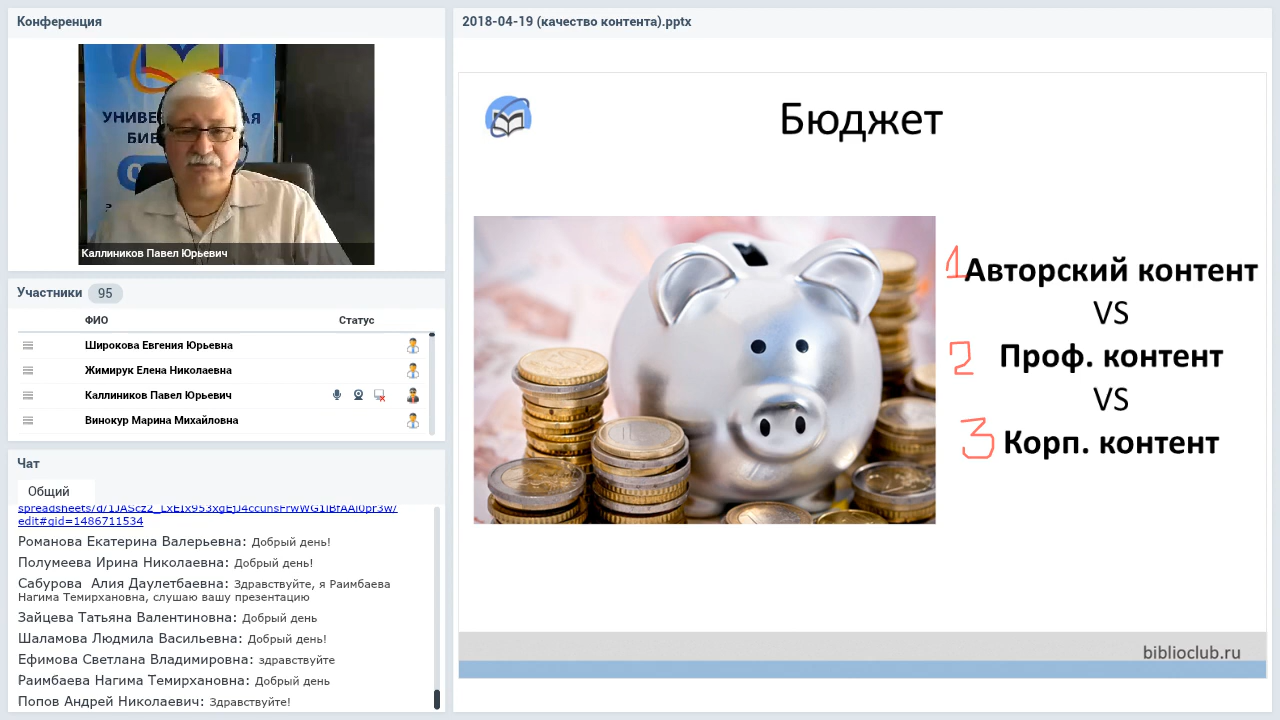 Конференция
УНИВЕ
АЯ
БИБ
Каллиников Павел Юрьевич
Участники 95
ФИО Статус
Широкова Евгения Юрьевна
Жимирук Елена Николаевна
Каллиников Павел Юрьевич
Винокур Марина Михайловна
Чат
Общий
edit#gid=1486711534
Романова Екатерина Валерьевна: Добрый день!
Полумеева Ирина Николаевна: Добрый день!
Сабурова Алия Даулетбаевна: Здравствуйте, я Раимбаева
Нагима Темирхановна, слушаю вашу презентацию
Зайцева Татьяна Валентиновна: Добрый день
Шаламова Людмила Васильевна: Добрый день!
Ефимова Светлана Владимировна: здравствуйте
Раимбаева Нагима Темирхановна: Добрый день
Попов Андрей Николаевич: Здравствуйте!
2018-04-19 (качество контента).pptx
Бюджет
1 Авторский контент
VS
2 Проф. контент
VS
3 Корп. контент
biblioclub.ru